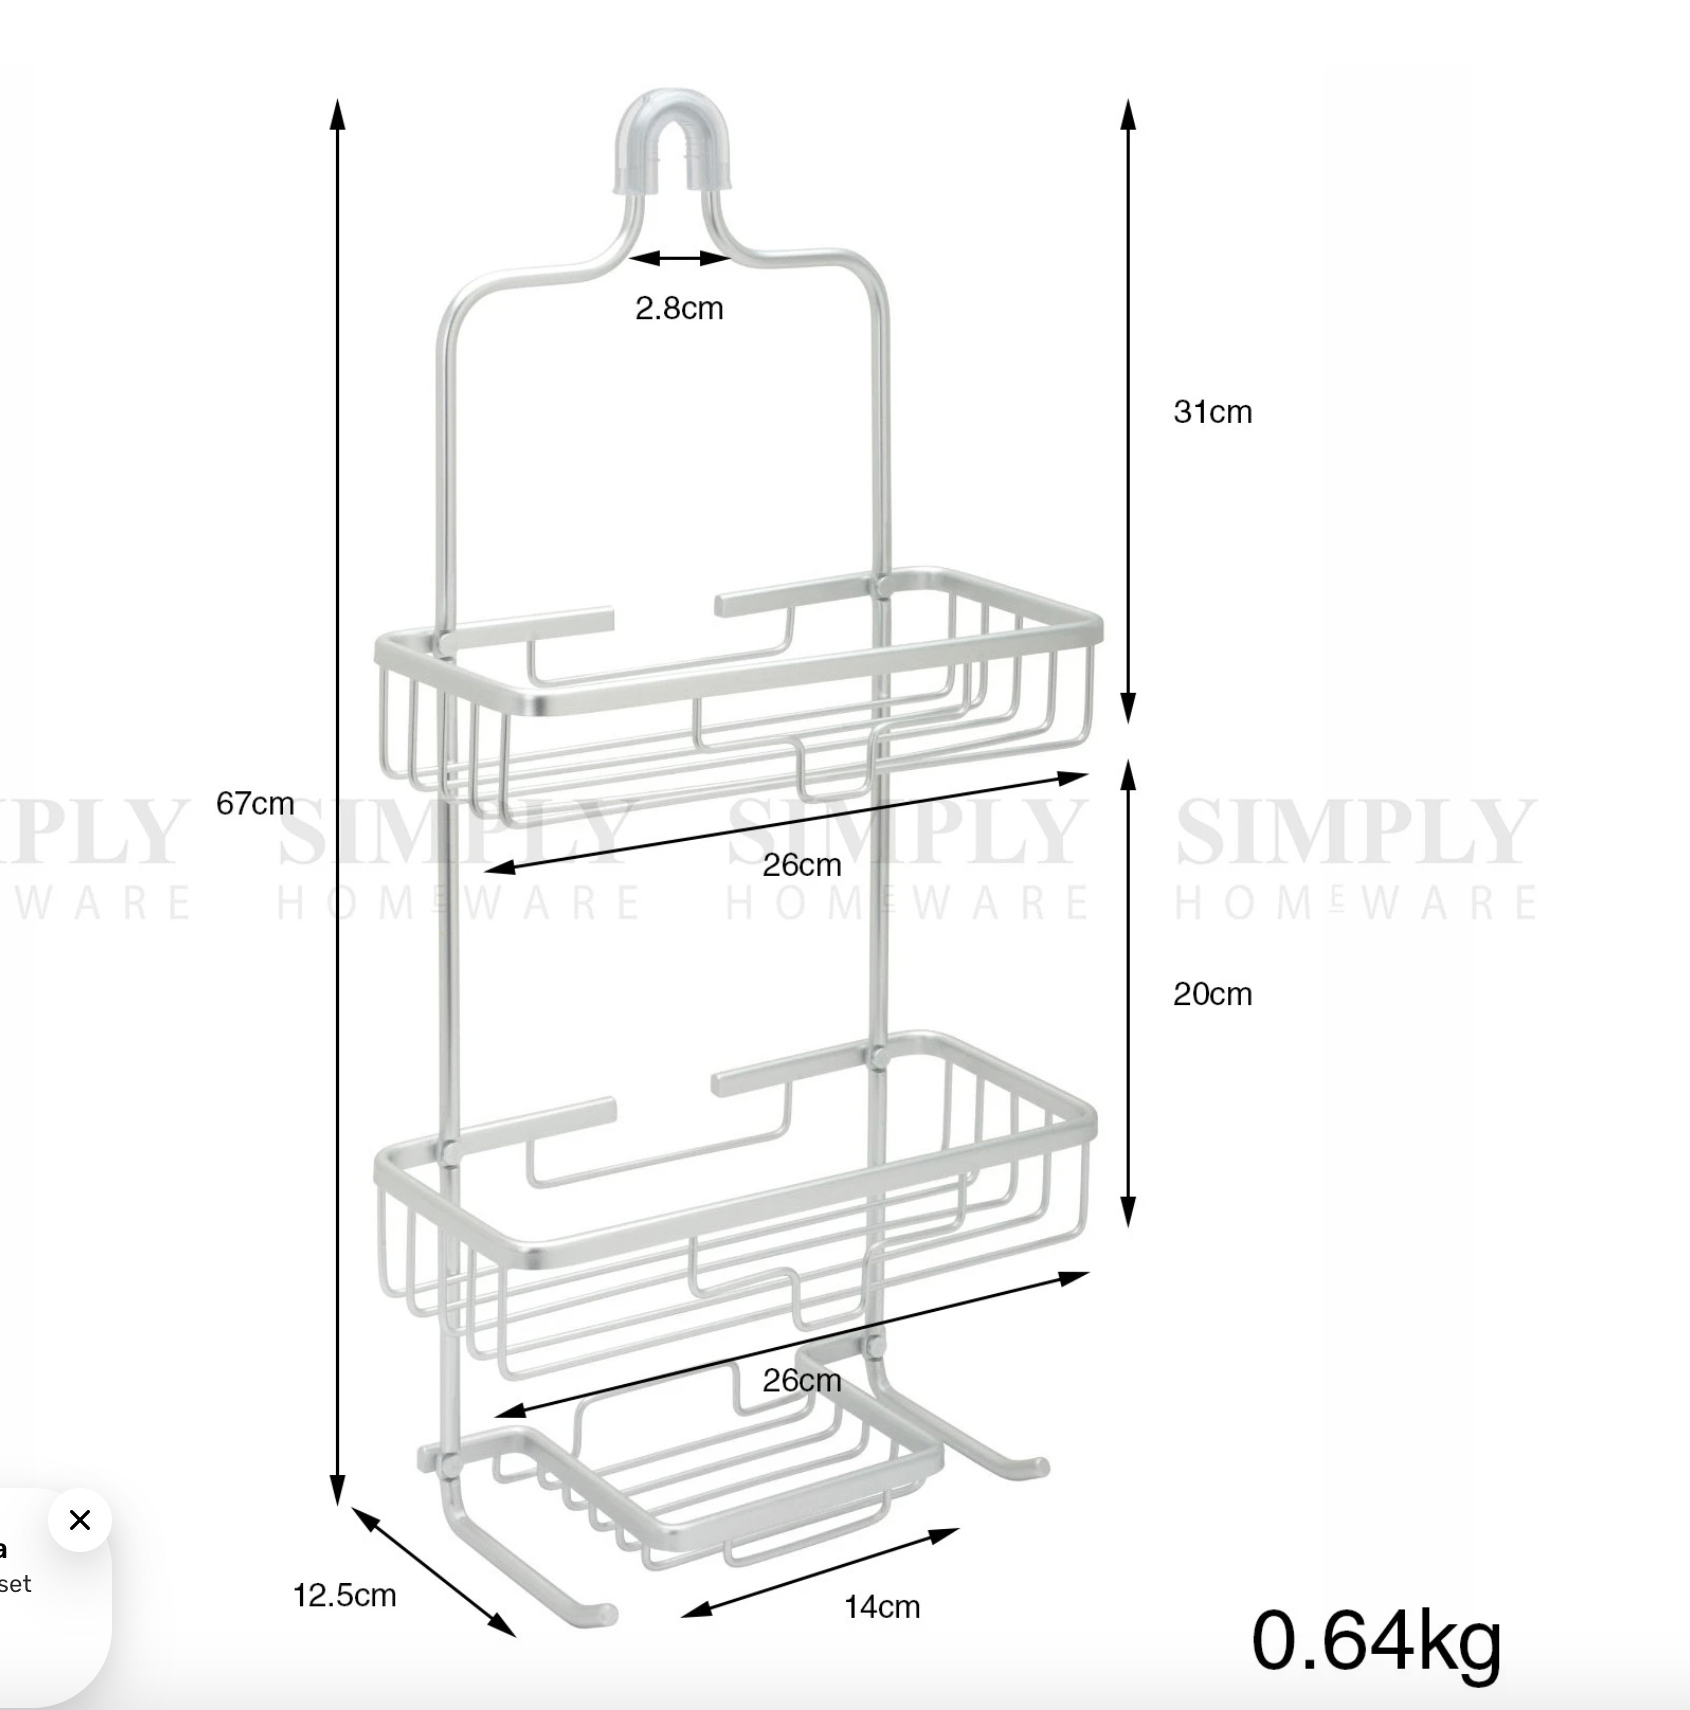 2.8cm
31cm
67cm
PLY SIMPLY SIMPLY SIMPLY
WARE HOMEWARE HOMEWARE HOMEWARE
26cm
20cm
26cm
a
set
12.5cm
14cm
0.64kg